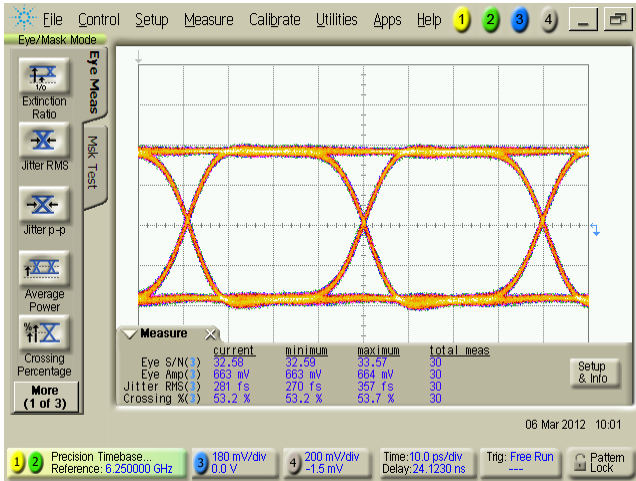 File Control Setup Measure Calibrate Utilities Apps Help 1 2 3 4
Eye/Mask Mode
Eye Meas
Msk Test
1/0
Extinction
Ratio
Jitter RMS
Jitter p-p
Average
Power
%
Crossing
Percentage
More
(1 of 3)
Measure
current minimum maximum total meas
Eye S/N(3) 32.58 32.59 33.57 30
Eye Amp(3) 663 mV 663 mV 664 mV 30
Jitter RMS(3) 281 fs 270 fs 357 fs 30
Crossing %(3) 53.2 % 53.2 % 53.7 % 30
Setup
& Info
06 Mar 2012 10:01
1 2 Precision Timebase...
Reference: 6.250000 GHz
3 180 mV/div
0.0 V
4 200 mV/div
-1.5 mV
Time:10.0 ps/div
Delay:24.1230 ns
Trig: Free Run
---
Pattern
Lock